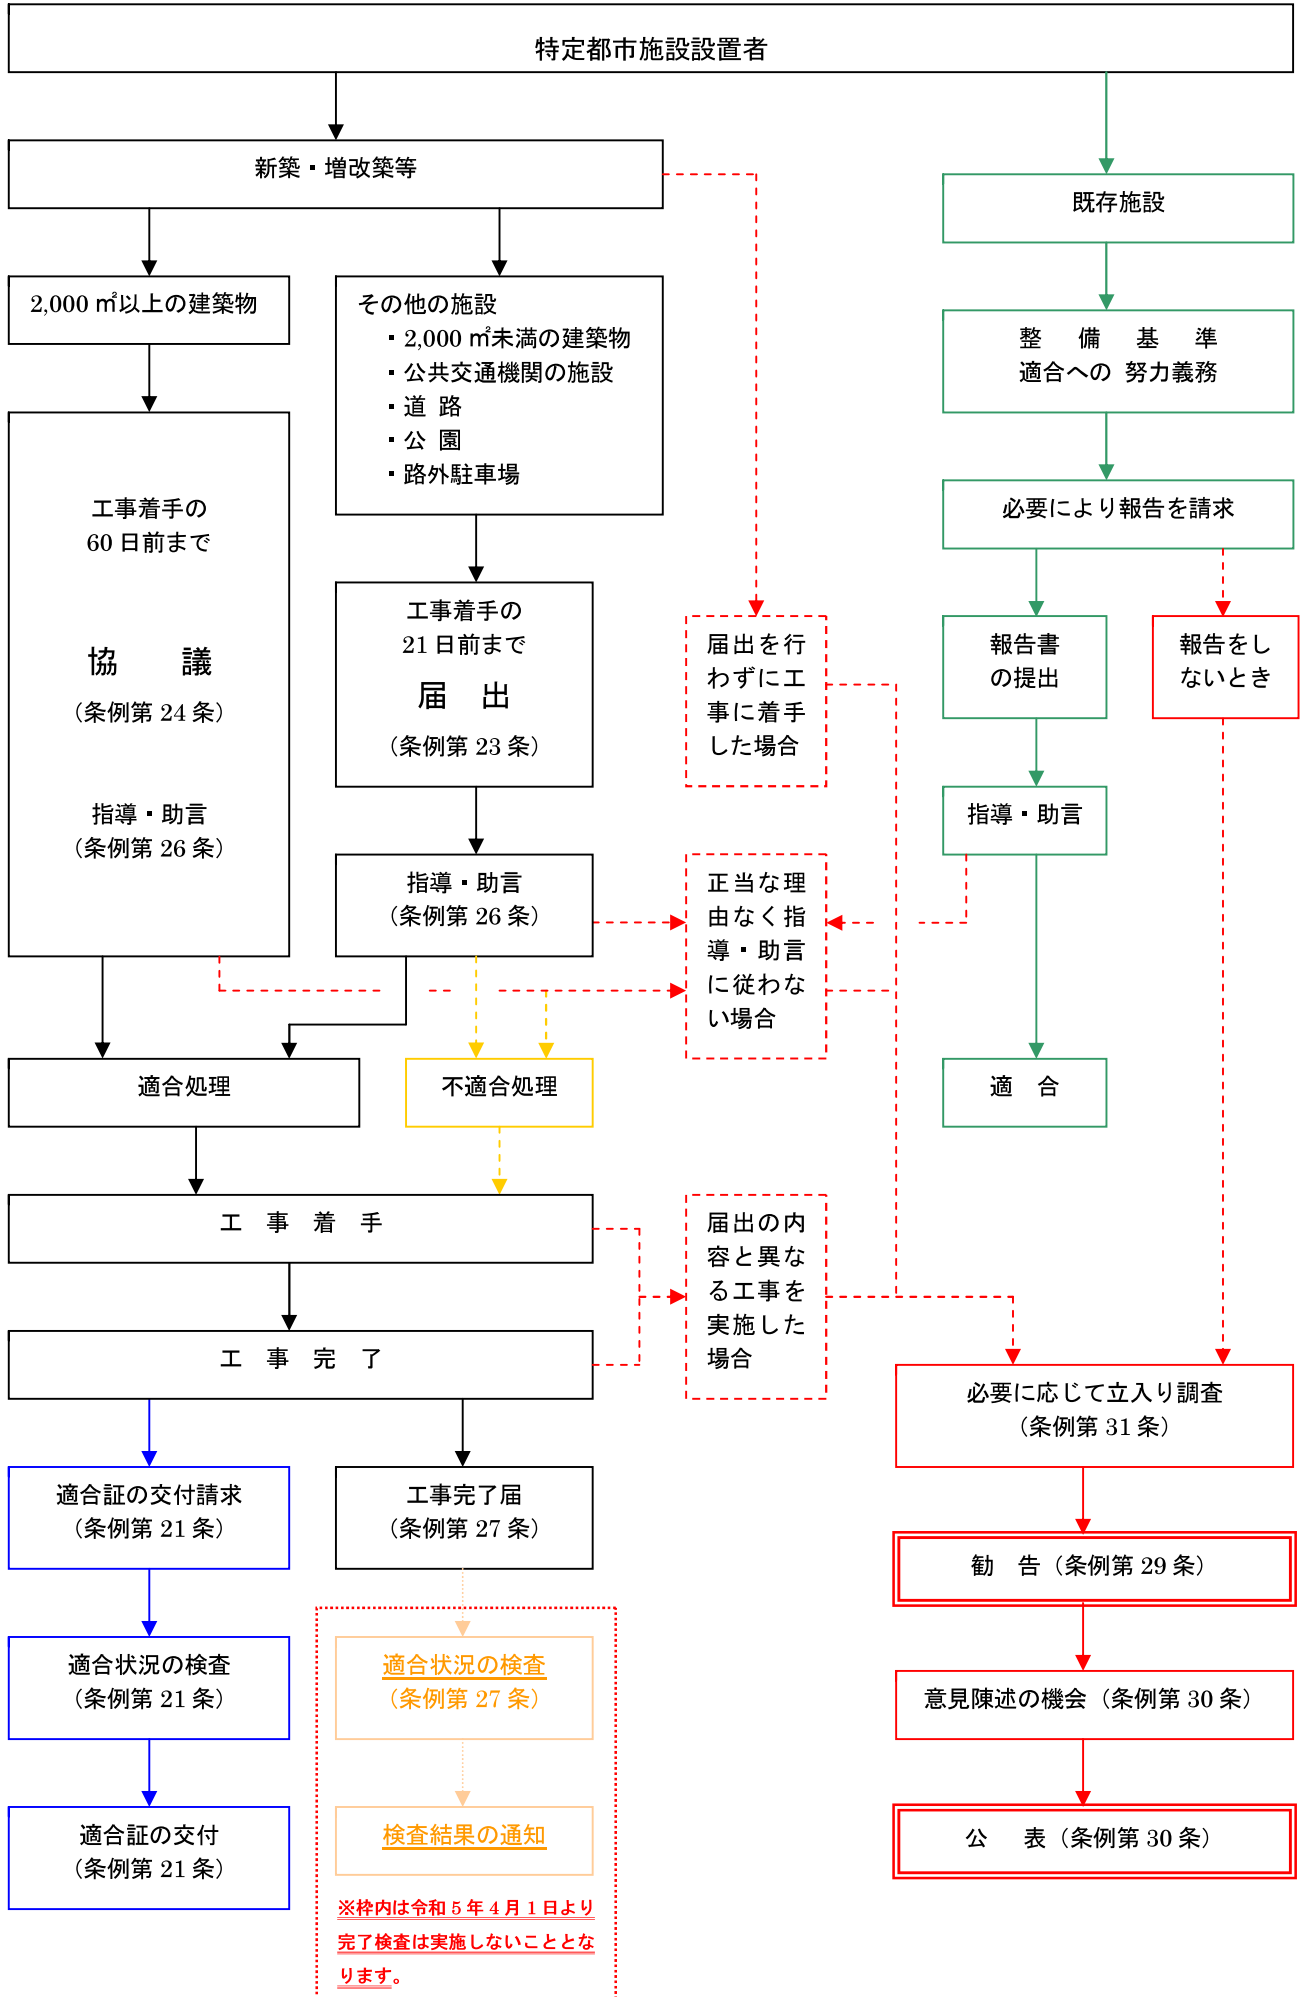 特定都市施設設置者
新築・増改築等
既存施設
2,000 ㎡以上の建築物
その他の施設
・2,000 ㎡未満の建築物
・公共交通機関の施設
・道 路
・公 園
・路外駐車場
整 備 基 準
適合への 努力義務
工事着手の
60 日前まで
協 議
（条例第 24 条）
指導・助言
（条例第 26 条）
工事着手の
21 日前まで
届 出
（条例第 23 条）
指導・助言
（条例第 26 条）
届出を行
わずに工
事に着手
した場合
正当な理
由なく指
導・助言
に従わな
い場合
必要により報告を請求
報告書
の提出
報告をし
ないとき
指導・助言
適 合
適合処理
不適合処理
工 事 着 手
工 事 完 了
届出の内
容と異な
る工事を
実施した
場合
必要に応じて立入り調査
（条例第 31 条）
適合証の交付請求
（条例第 21 条）
工事完了届
（条例第 27 条）
勧 告（条例第 29 条）
適合状況の検査
（条例第 21 条）
適合状況の検査
（条例第 27 条）
意見陳述の機会（条例第 30 条）
適合証の交付
（条例第 21 条）
検査結果の通知
公 表（条例第 30 条）
※枠内は令和 5 年 4 月 1 日より
完了検査は実施しないこととな
ります。